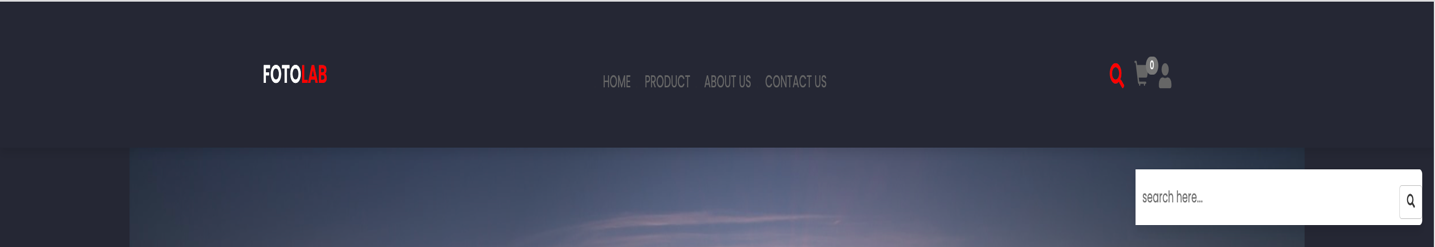 FOTOLAB
HOME PRODUCT ABOUT US CONTACT US
0
search here...